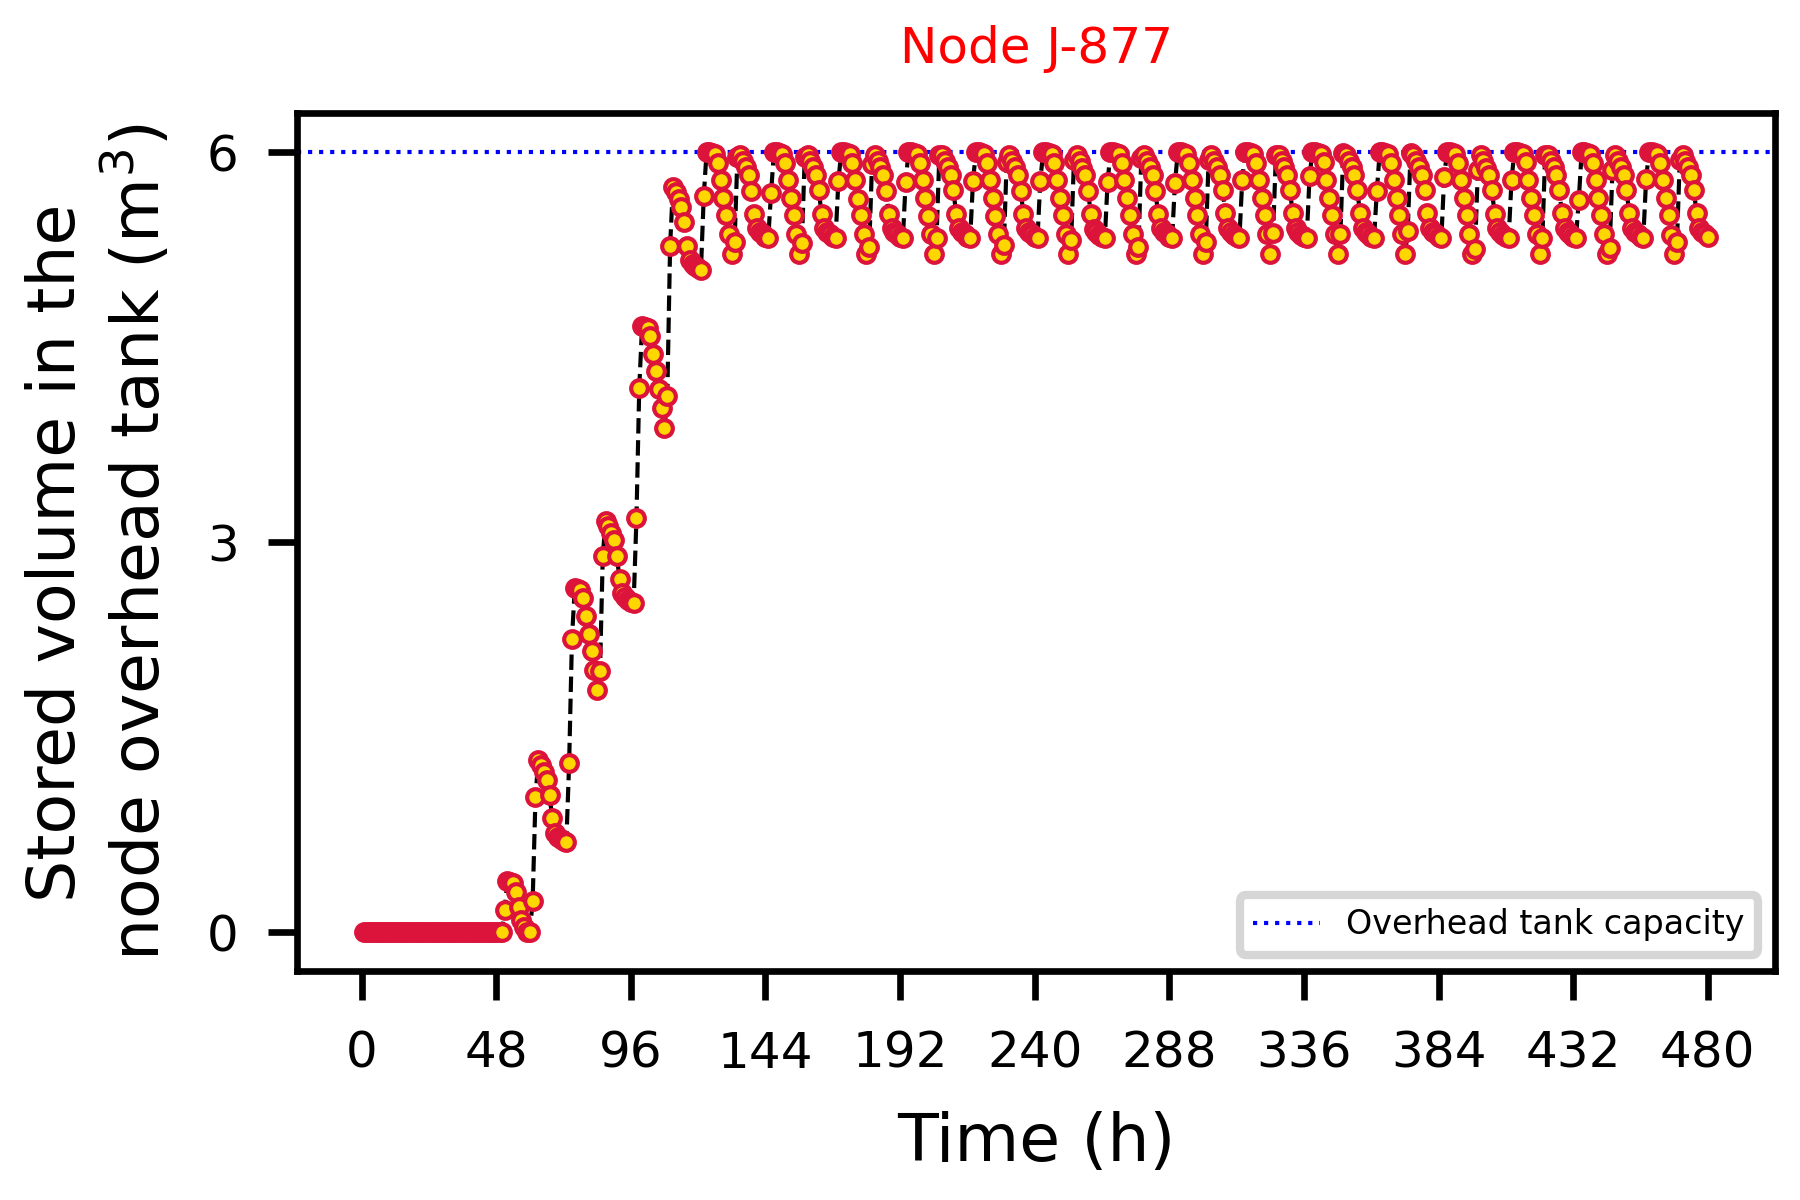 Node J-877
Stored volume in the
node overhead tank (m³)
6
3
0
Overhead tank capacity
0 48 96 144 192 240 288 336 384 432 480
Time (h)